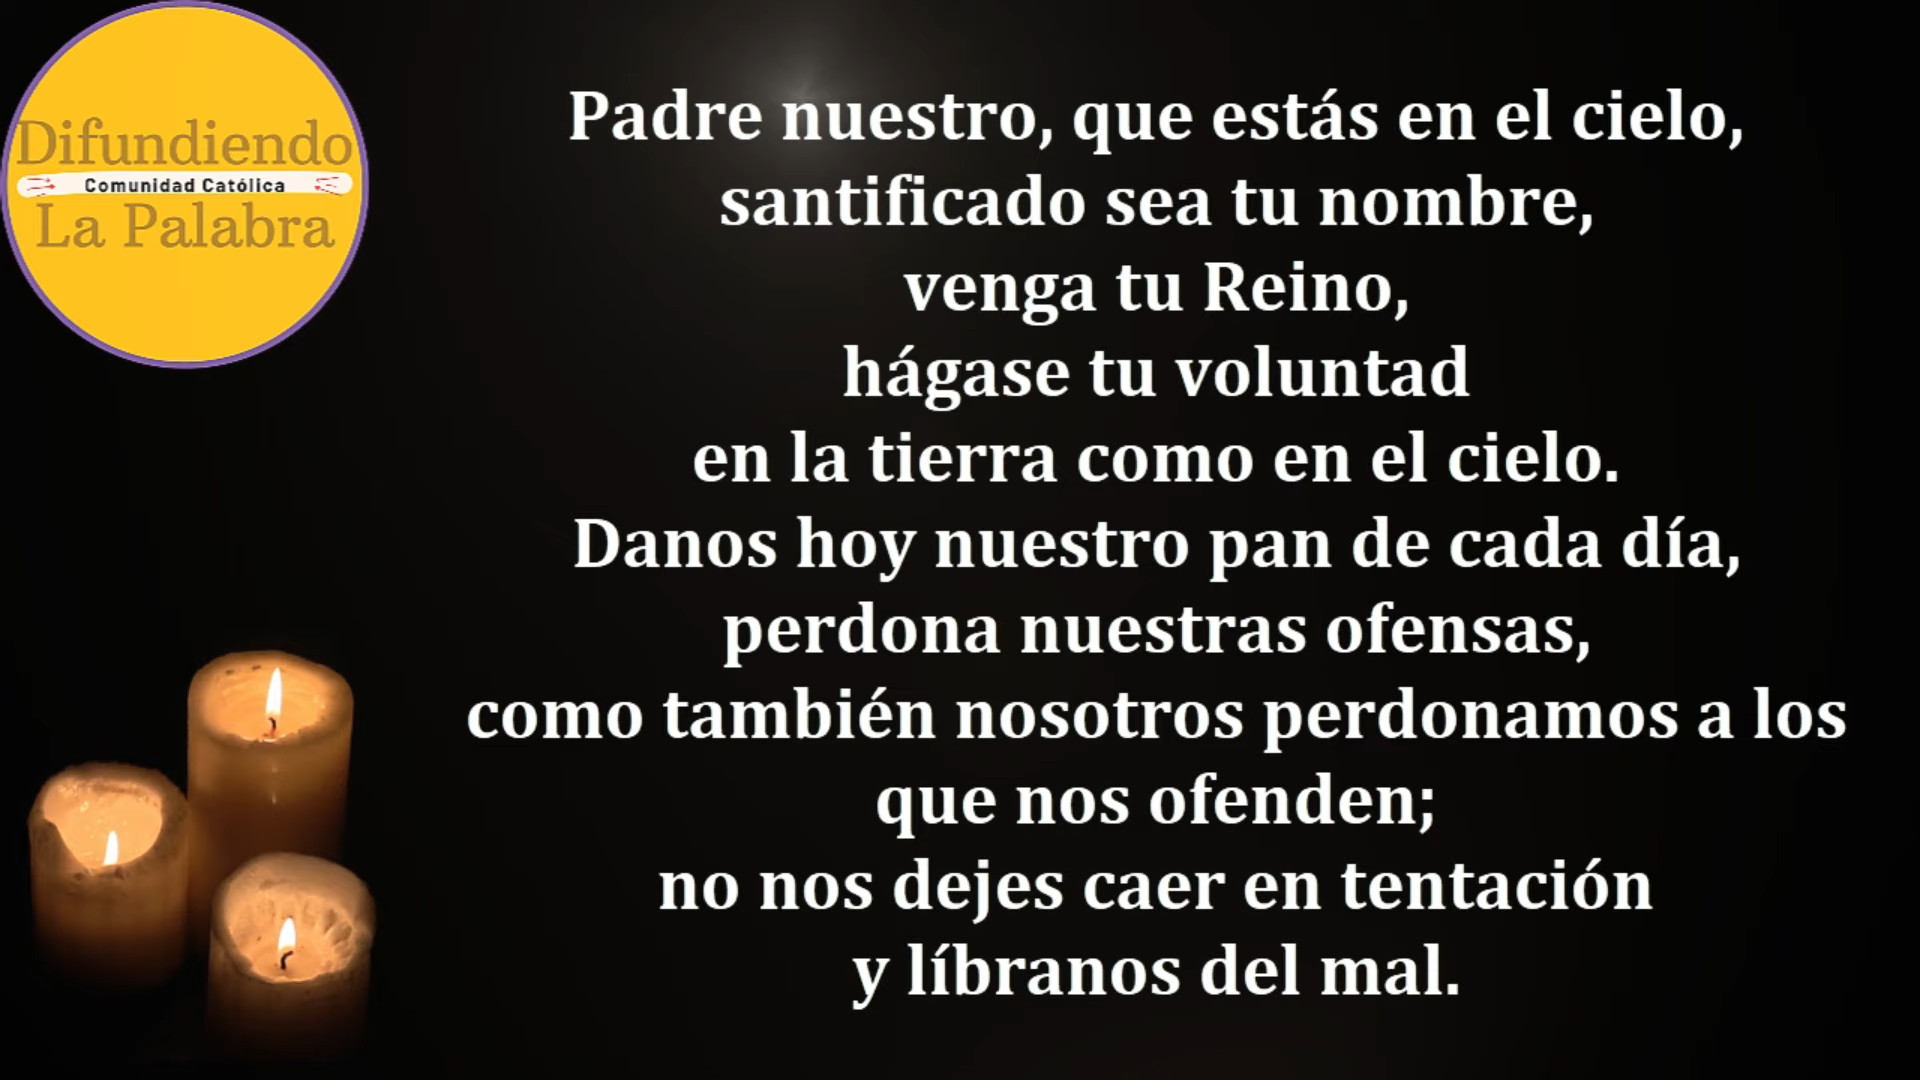 Difundiendo
Comunidad Católica
La Palabra
Padre nuestro, que estás en el cielo,
santificado sea tu nombre,
venga tu Reino,
hágase tu voluntad
en la tierra como en el cielo.
Danos hoy nuestro pan de cada día,
perdona nuestras ofensas,
como también nosotros perdonamos a los
que nos ofenden;
no nos dejes caer en tentación
y líbranos del mal.